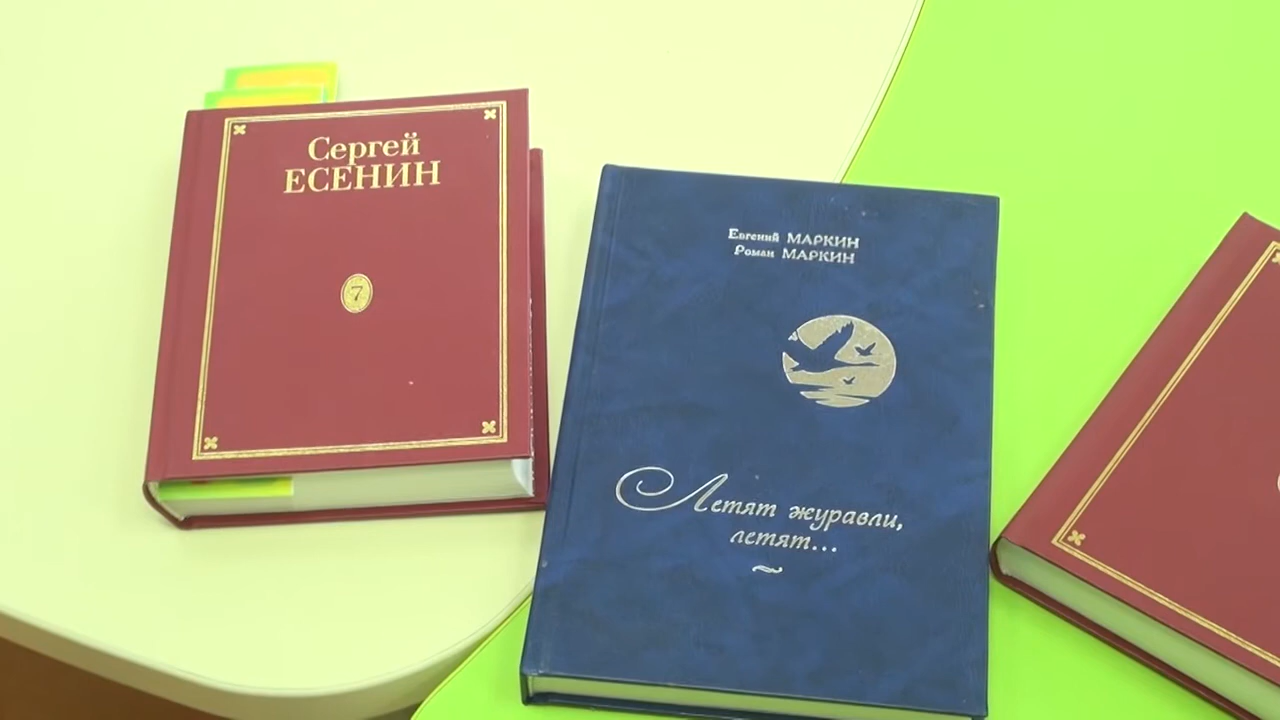 Сергей
ЕСЕНИН
7
Евгений МАРКИН
Роман МАРКИН
Летят журавли,
летят...